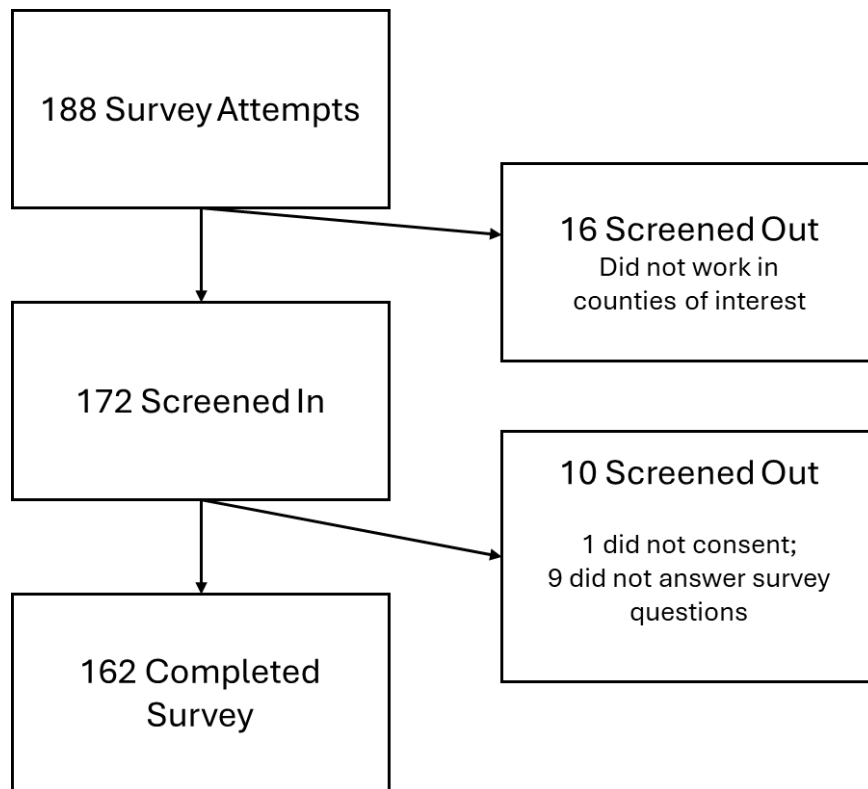 188 Survey Attempts
16 Screened Out
Did not work in
counties of interest
172 Screened In
10 Screened Out
1 did not consent;
9 did not answer survey
questions
162 Completed
Survey